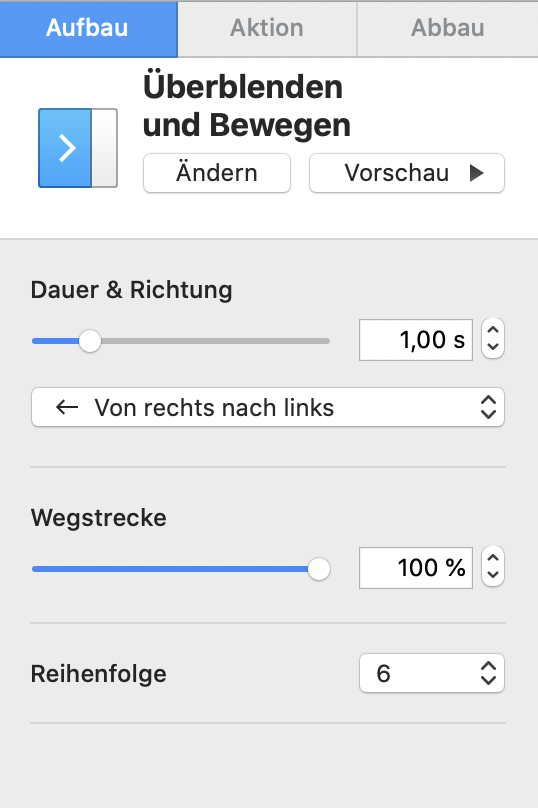 Aufbau Aktion Abbau
Überblenden
und Bewegen
Ändern Vorschau
Dauer & Richtung
1,00 s
← Von rechts nach links
Wegstrecke
100 %
Reihenfolge 6